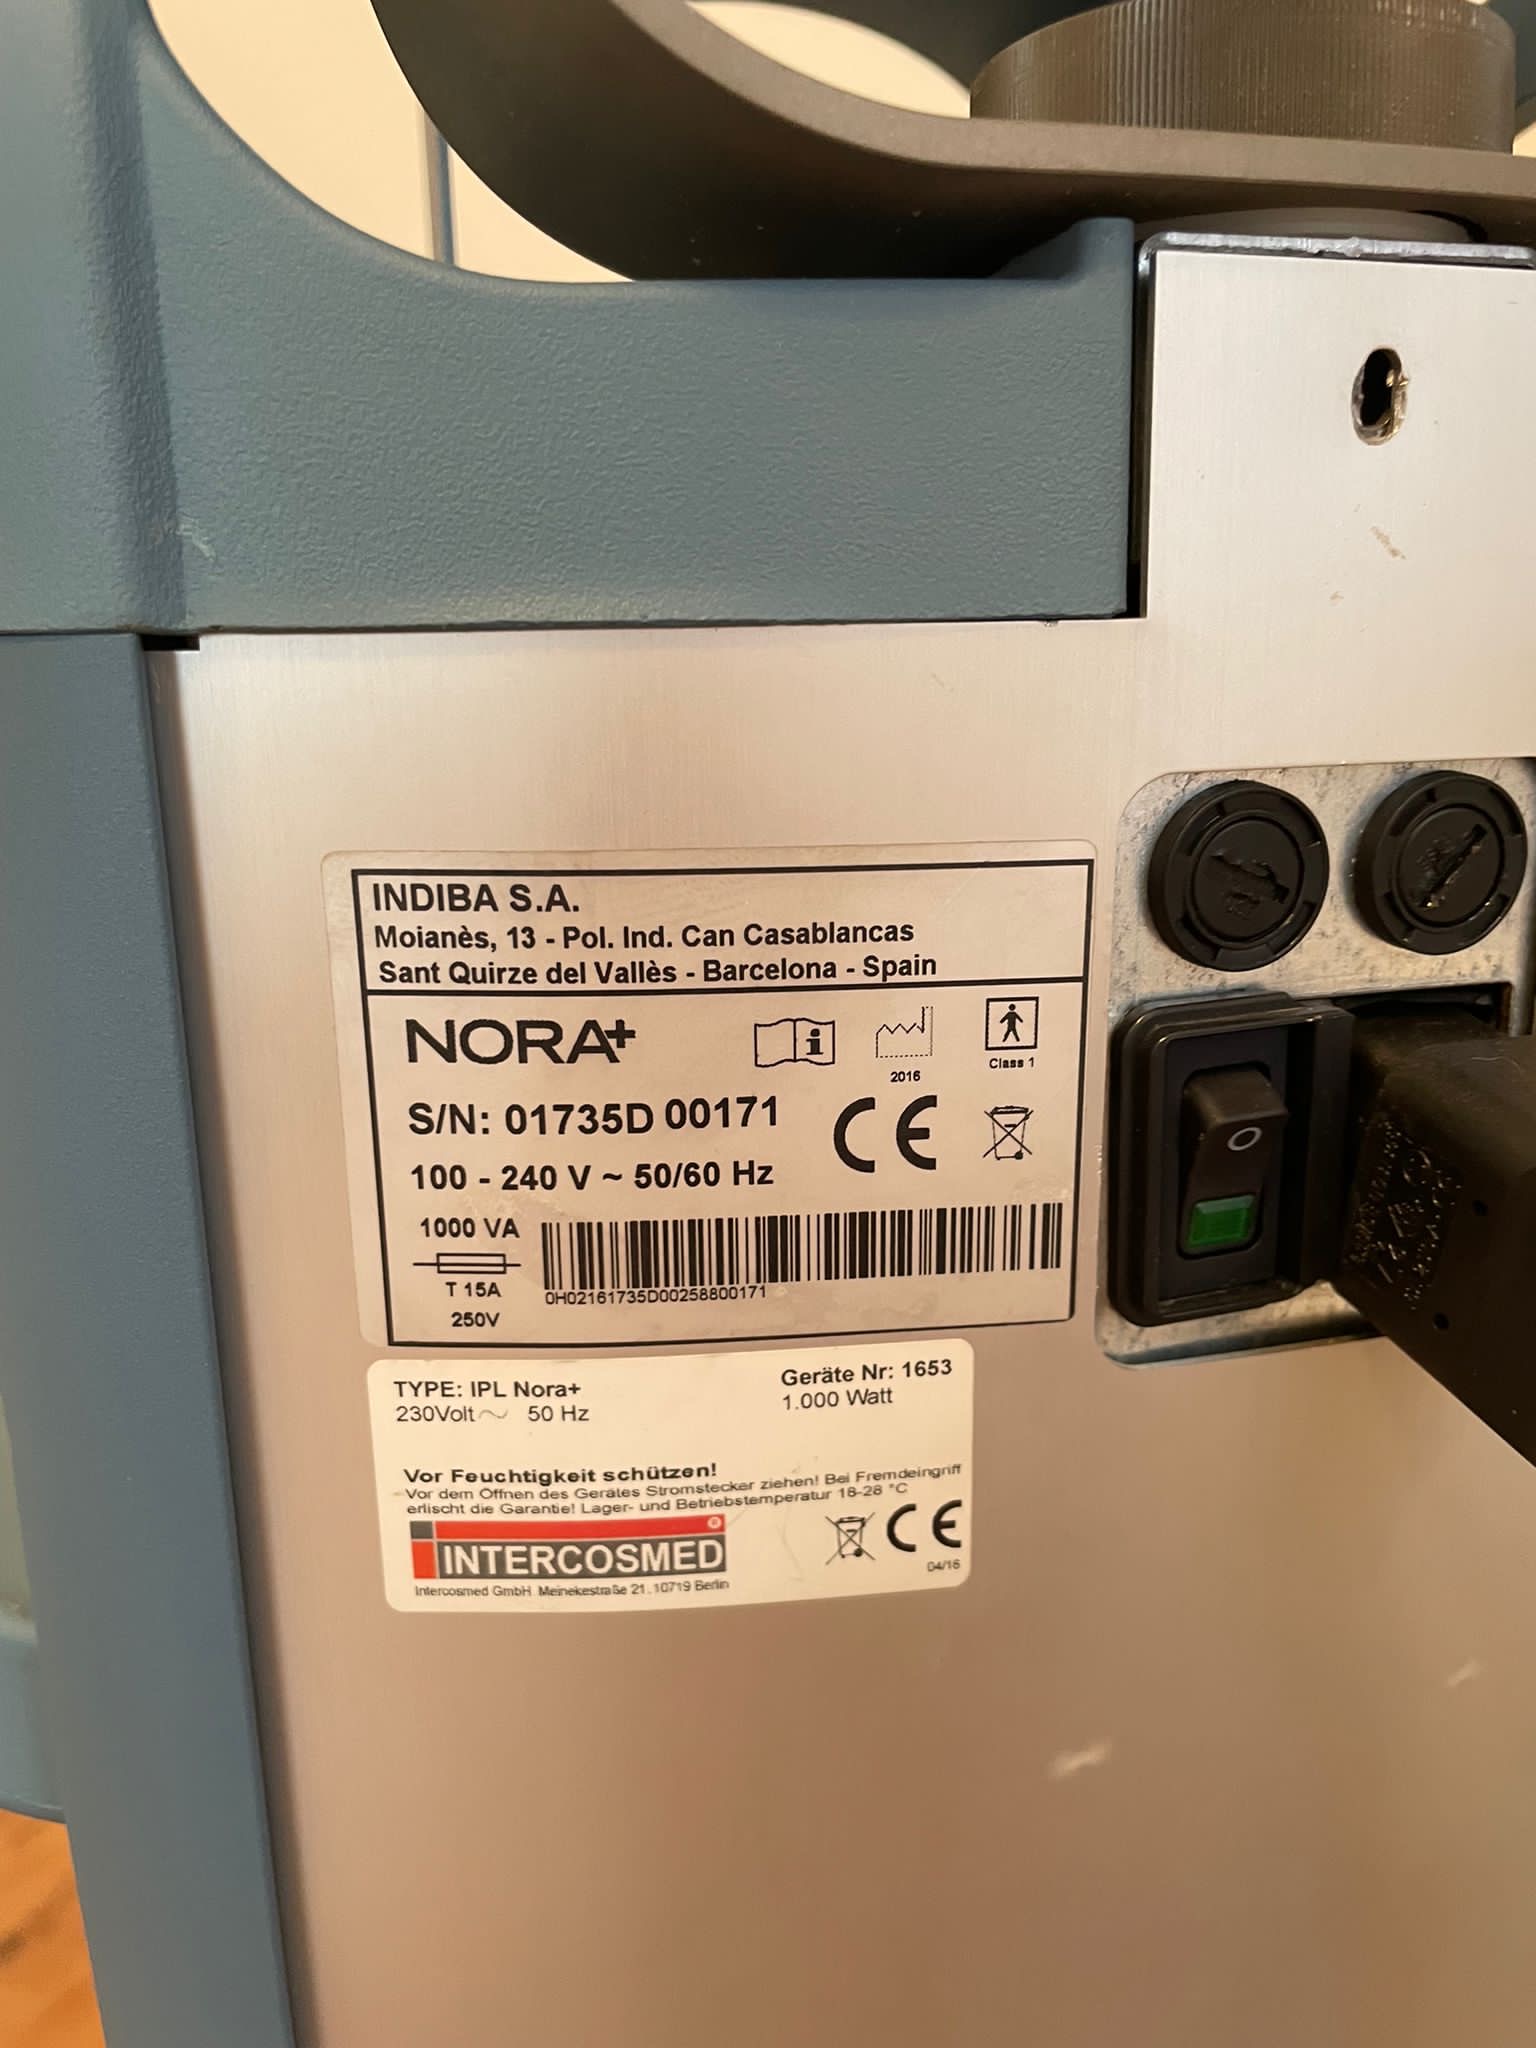 INDIBA S.A.
Moianès, 13 - Pol. Ind. Can Casablancas
Sant Quirze del Vallès - Barcelona - Spain
NORA+
i
2016
Class 1
S/N: 01735D 00171
CE
100 - 240 V ~ 50/60 Hz
1000 VA
T 15A
250V
0H02161735D00258800171
O
TYPE: IPL Nora+
Geräte Nr: 1653
230Volt~ 50 Hz
1.000 Watt
Vor Feuchtigkeit schützen!
Vor dem Öffnen des Gerätes Stromstecker ziehen! Bei Fremdeingriff
erlischt die Garantie! Lager- und Betriebstemperatur 18-28 °C
INTERCOSMED ®
CE
04/16
Intercosmed GmbH Meinekestraße 21. 10719 Berlin